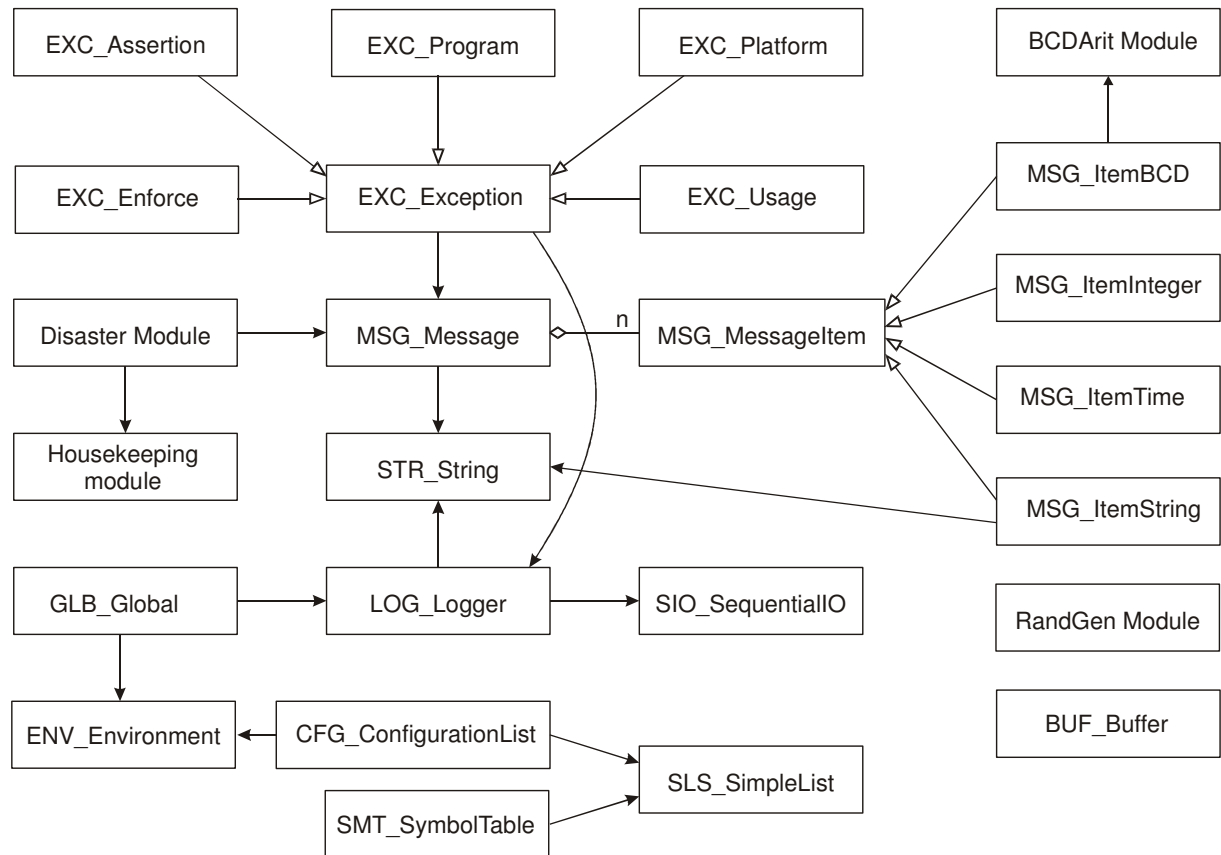 EXC_Assertion
EXC_Program
EXC_Platform
BCDArit Module
EXC_Enforce
EXC_Exception
EXC_Usage
MSG_ItemBCD
MSG_ItemInteger
Disaster Module
MSG_Message
n
MSG_MessageItem
MSG_ItemTime
Housekeeping
module
STR_String
MSG_ItemString
GLB_Global
LOG_Logger
SIO_SequentialIO
RandGen Module
ENV_Environment
CFG_ConfigurationList
BUF_Buffer
SLS_SimpleList
SMT_SymbolTable